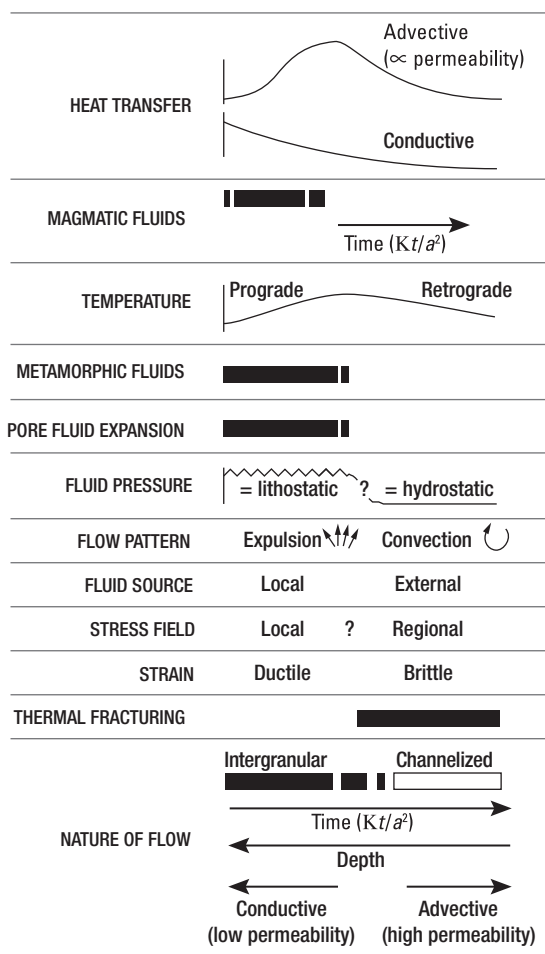 Advective
(∝ permeability)
HEAT TRANSFER
Conductive
MAGMATIC FLUIDS
Time (Kt/a²)
TEMPERATURE
Prograde Retrograde
METAMORPHIC FLUIDS
PORE FLUID EXPANSION
FLUID PRESSURE
= lithostatic ? = hydrostatic
FLOW PATTERN Expulsion Convection
FLUID SOURCE Local External
STRESS FIELD Local ? Regional
STRAIN Ductile Brittle
THERMAL FRACTURING
Intergranular Channelized
Time (Kt/a²)
NATURE OF FLOW
Depth
Conductive Advective
(low permeability) (high permeability)